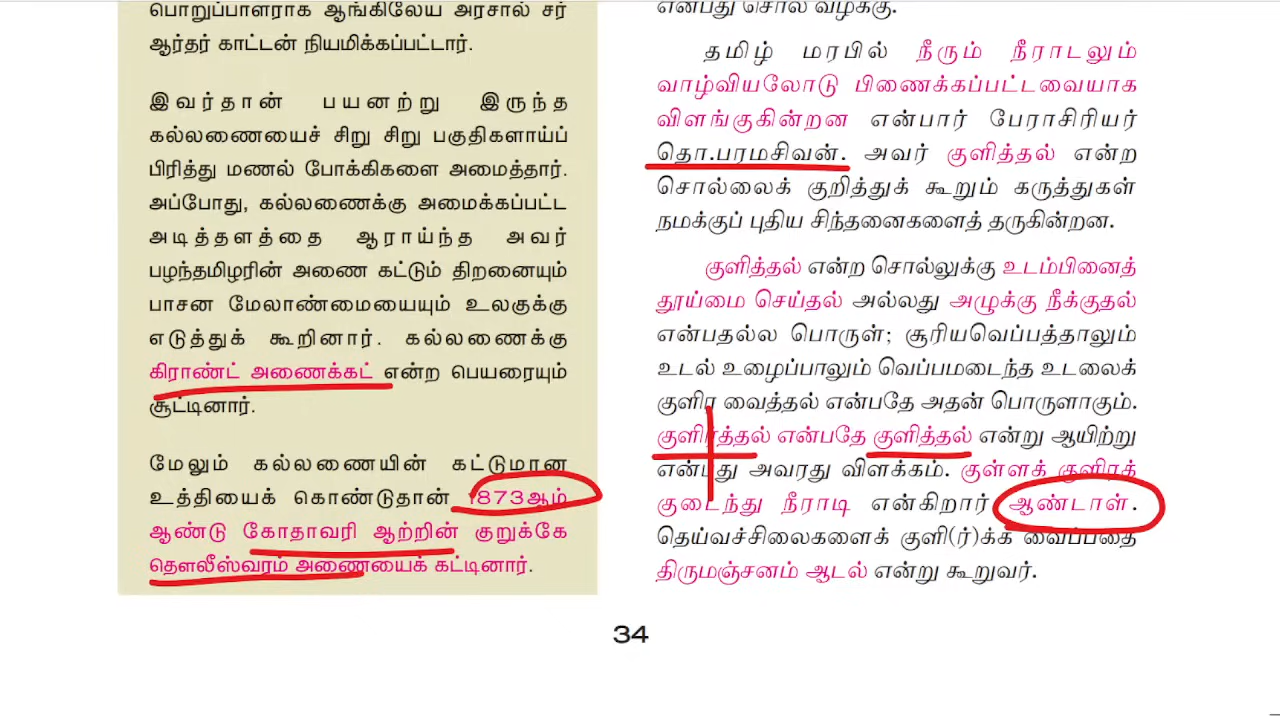 பொறுப்பாளராக ஆங்கிலேய அரசால் சர்
ஆர்தர் காட்டன் நியமிக்கப்பட்டார்.
இவர்தான் பயனற்று இருந்த
கல்லணையைச் சிறு சிறு பகுதிகளாய்ப்
பிரித்து மணல் போக்கிகளை அமைத்தார்.
அப்போது, கல்லணைக்கு அமைக்கப்பட்ட
அடித்தளத்தை ஆராய்ந்த அவர்
பழந்தமிழரின் அணை கட்டும் திறனையும்
பாசன மேலாண்மையையும் உலகுக்கு
எடுத்துக் கூறினார். கல்லணைக்கு
கிராண்ட் அணைக்கட் என்ற பெயரையும்
சூட்டினார்.
மேலும் கல்லணையின் கட்டுமான
உத்தியைக் கொண்டுதான் 1873ஆம்
ஆண்டு கோதாவரி ஆற்றின் குறுக்கே
தௌலீஸ்வரம் அணையைக் கட்டினார்.
என்பது சொல் வழக்கு.
தமிழ் மரபில் நீரும் நீராடலும்
வாழ்வியலோடு பிணைக்கப்பட்டவையாக
விளங்குகின்றன என்பார் பேராசிரியர்
தொ.பரமசிவன். அவர் குளித்தல் என்ற
சொல்லைக் குறித்துக் கூறும் கருத்துகள்
நமக்குப் புதிய சிந்தனைகளைத் தருகின்றன.
குளித்தல் என்ற சொல்லுக்கு உடம்பினைத்
தூய்மை செய்தல் அல்லது அழுக்கு நீக்குதல்
என்பதல்ல பொருள்; சூரியவெப்பத்தாலும்
உடல் உழைப்பாலும் வெப்பமடைந்த உடலைக்
குளிர வைத்தல் என்பதே அதன் பொருளாகும்.
குளிர்த்தல் என்பதே குளித்தல் என்று ஆயிற்று
என்பது அவரது விளக்கம். குள்ளக் குளிரக்
குடைந்து நீராடி என்கிறார் ஆண்டாள்.
தெய்வச்சிலைகளைக் குளி(ர்)க்க வைப்பதை
திருமஞ்சனம் ஆடல் என்று கூறுவர்.
34